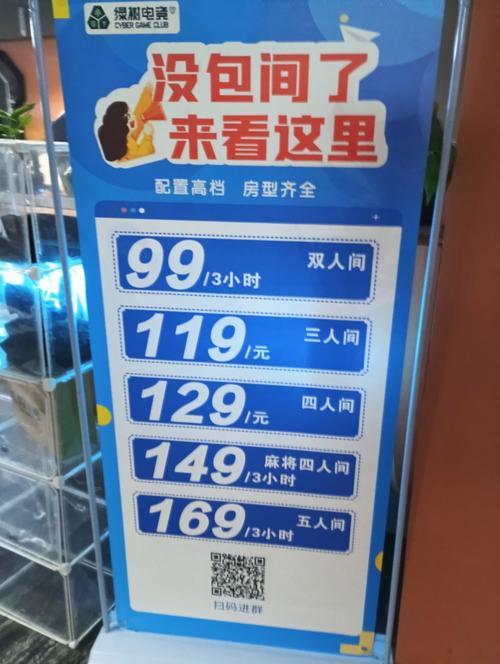 绿树电竞®
CYBER GAME CLUB
没包间了
来看这里
配置高档 房型齐全
99/3小时 双人间
119/元 三人间
129/元 四人间
149/3小时 麻将四人间
169/3小时 五人间
扫码进群